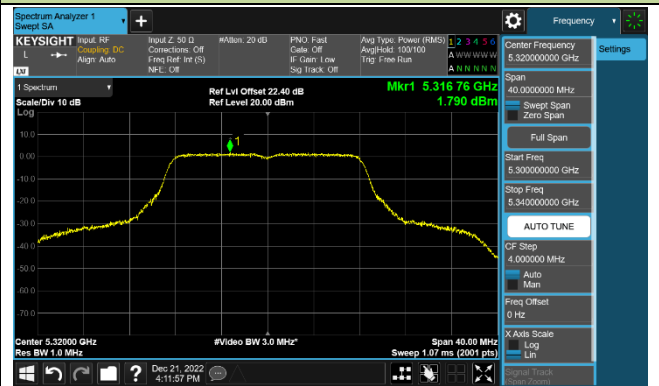 Spectrum Analyzer 1
Swept SA
Frequency
KEYSIGHT
L
LXI
Input: RF
Coupling: DC
Align: Auto
Input Z: 50 Ω
Corrections: Off
Freq Ref: Int (S)
NFE: Off
#Atten: 20 dB
PNO: Fast
Gate: Off
IF Gain: Low
Sig Track: Off
Avg Type: Power (RMS)
Avg|Hold: 100/100
Trig: Free Run
1 2 3 4 5 6
A W W W W W
A N N N N N
1 Spectrum
Scale/Div 10 dB
Log
Ref Lvl Offset 22.40 dB
Ref Level 20.00 dBm
Mkr1 5.316 76 GHz
1.790 dBm
1
10.0
0.00
-10.0
-20.0
-30.0
-40.0
-50.0
-60.0
-70.0
Center 5.32000 GHz
Res BW 1.0 MHz
#Video BW 3.0 MHz*
Span 40.00 MHz
Sweep 1.07 ms (2001 pts)
Dec 21, 2022
4:11:57 PM
Center Frequency
5.320000000 GHz
Span
40.0000000 MHz
Swept Span
Zero Span
Full Span
Start Freq
5.300000000 GHz
Stop Freq
5.340000000 GHz
AUTO TUNE
CF Step
4.000000 MHz
Auto
Man
Freq Offset
0 Hz
X Axis Scale
Log
Lin
Signal Track
(Span Zoom)
Settings